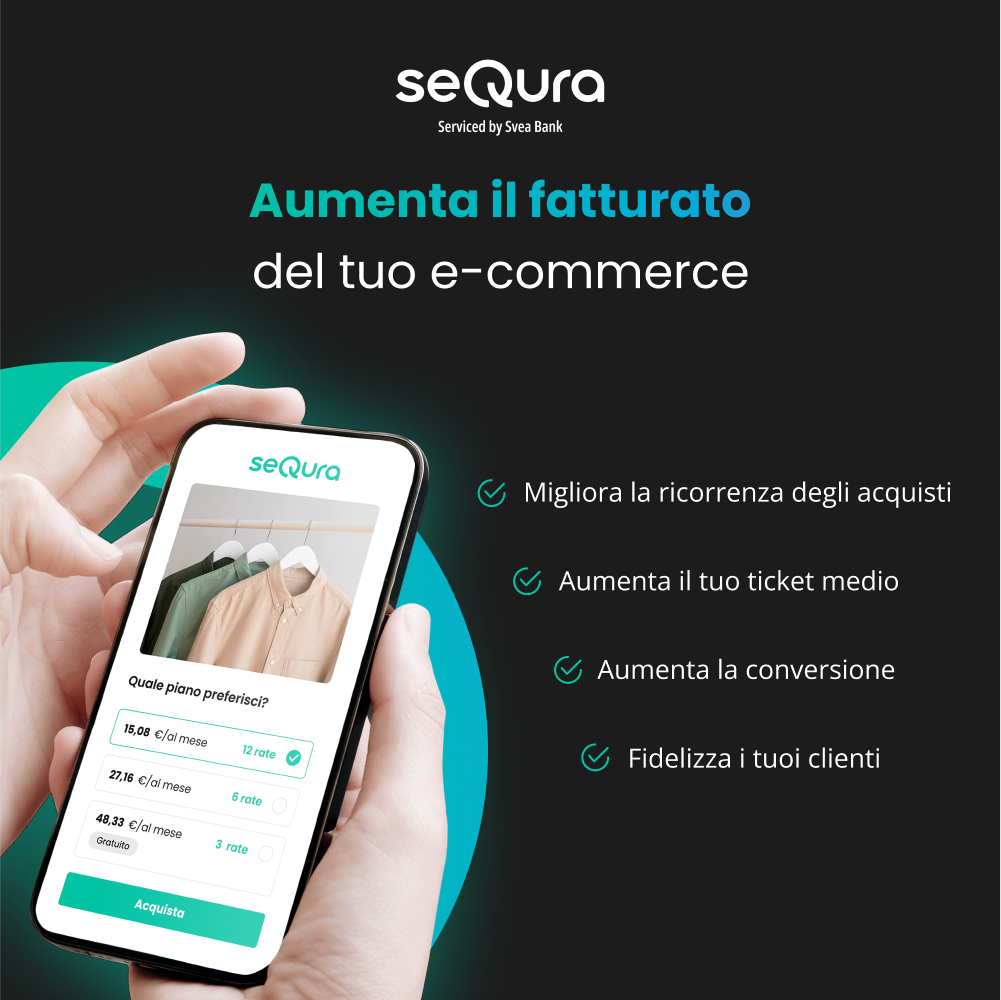 seQura
Serviced by Svea Bank
Aumenta il fatturato
del tuo e-commerce
seQura
Quale piano preferisci?
15,08 €/al mese 12 rate
27,16 €/al mese 6 rate
48,33 €/al mese 3 rate
Gratuito
Acquista
Migliora la ricorrenza degli acquisti
Aumenta il tuo ticket medio
Aumenta la conversione
Fidelizza i tuoi clienti